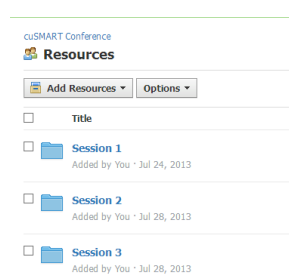 cuSMART Conference
Resources
Add Resources Options
Title
Session 1
Added by You · Jul 24, 2013
Session 2
Added by You · Jul 28, 2013
Session 3
Added by You · Jul 28, 2013